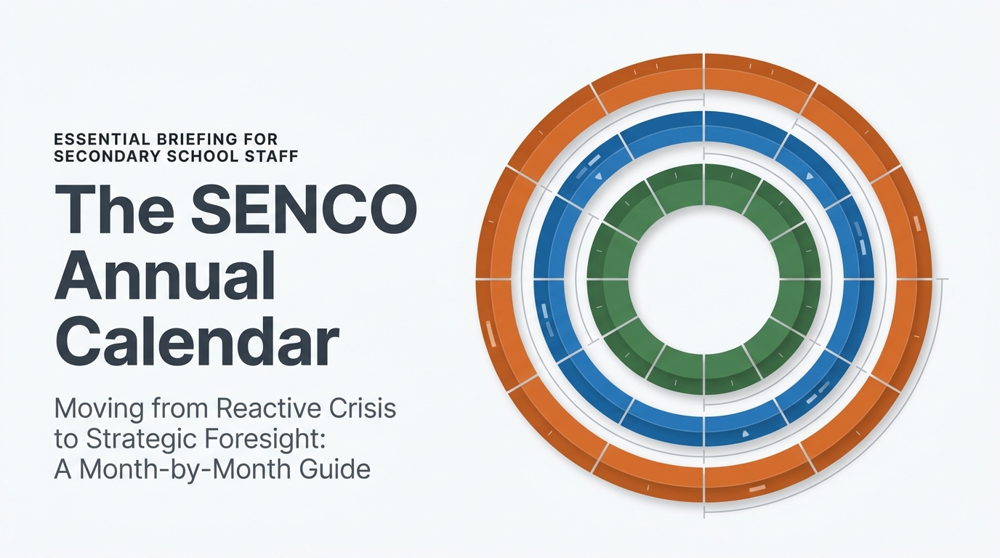 ESSENTIAL BRIEFING FOR
SECONDARY SCHOOL STAFF
The SENCO
Annual
Calendar
Moving from Reactive Crisis
to Strategic Foresight:
A Month-by-Month Guide